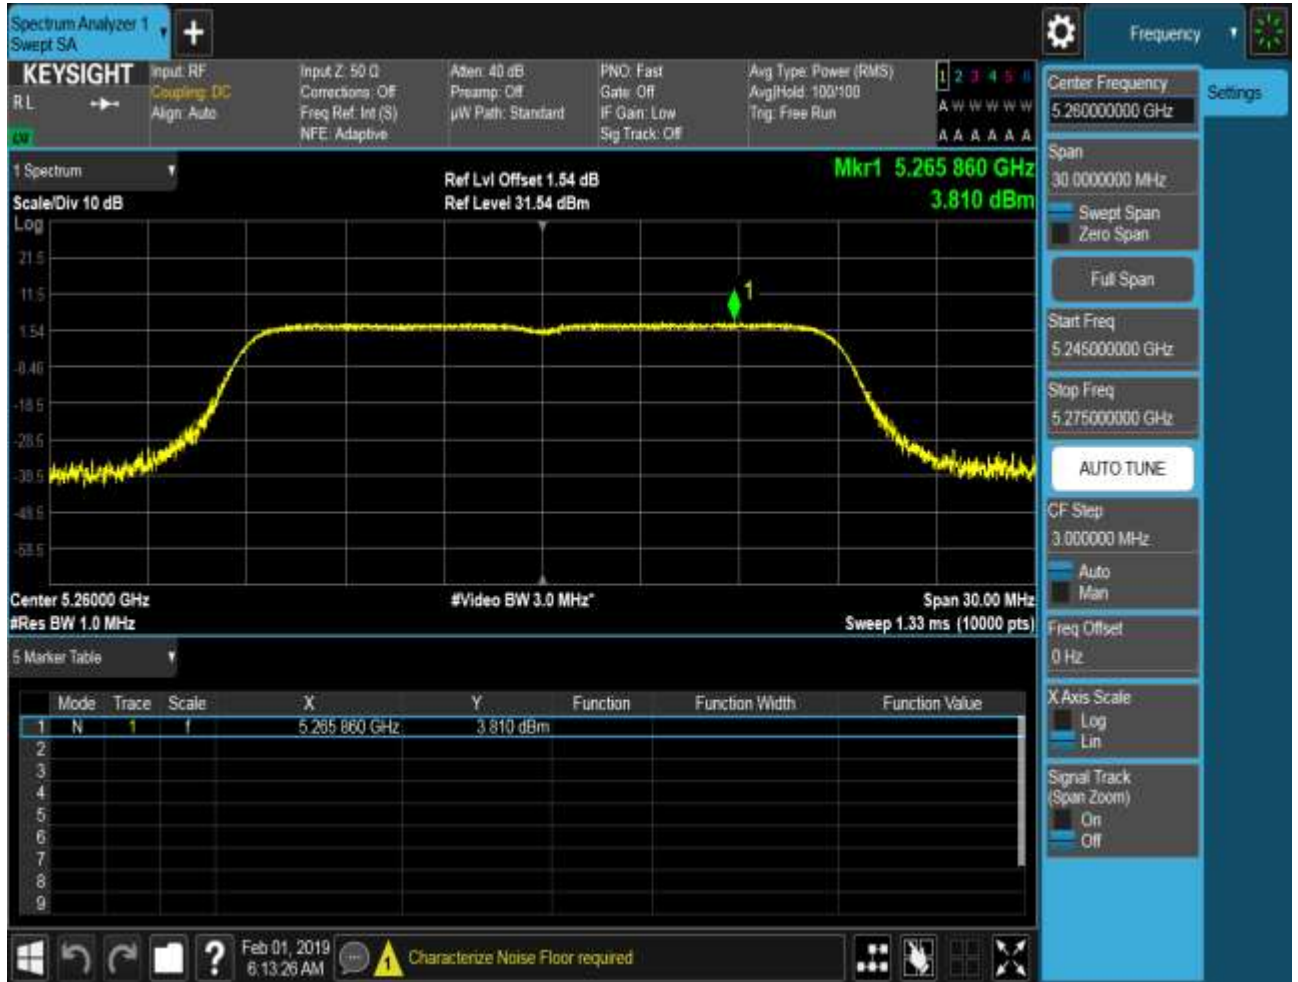 Spectrum Analyzer 1
Swept SA
+
Frequency
KEYSIGHT
Input: RF
Coupling: DC
Align: Auto
Input Z: 50 Ω
Corrections: Off
Freq Ref: Int (S)
NFE: Adaptive
Atten: 40 dB
Preamp: Off
µW Path: Standard
PNO: Fast
Gate: Off
IF Gain: Low
Sig Track: Off
Avg Type: Power (RMS)
Avg|Hold: 100/100
Trig: Free Run
1 2 3 4 5 6
A W W W W W
A A A A A A
R L
1 Spectrum
Scale/Div 10 dB
Log
Ref Lvl Offset 1.54 dB
Ref Level 31.54 dBm
Mkr1 5.265 860 GHz
3.810 dBm
21.5
11.5
1.54
-8.46
-18.5
-28.5
-38.5
-48.5
-58.5
1
Center 5.26000 GHz
#Res BW 1.0 MHz
#Video BW 3.0 MHz*
Span 30.00 MHz
Sweep 1.33 ms (10000 pts)
5 Marker Table
Mode Trace Scale X Y Function Function Width Function Value
1 N 1 f 5.265 860 GHz 3.810 dBm
2
3
4
5
6
7
8
9
Center Frequency
5.260000000 GHz
Settings
Span
30.0000000 MHz
Swept Span
Zero Span
Full Span
Start Freq
5.245000000 GHz
Stop Freq
5.275000000 GHz
AUTO TUNE
CF Step
3.000000 MHz
Auto
Man
Freq Offset
0 Hz
X Axis Scale
Log
Lin
Signal Track
(Span Zoom)
On
Off
?
Feb 01, 2019
6:13:26 AM
1
Characterize Noise Floor required